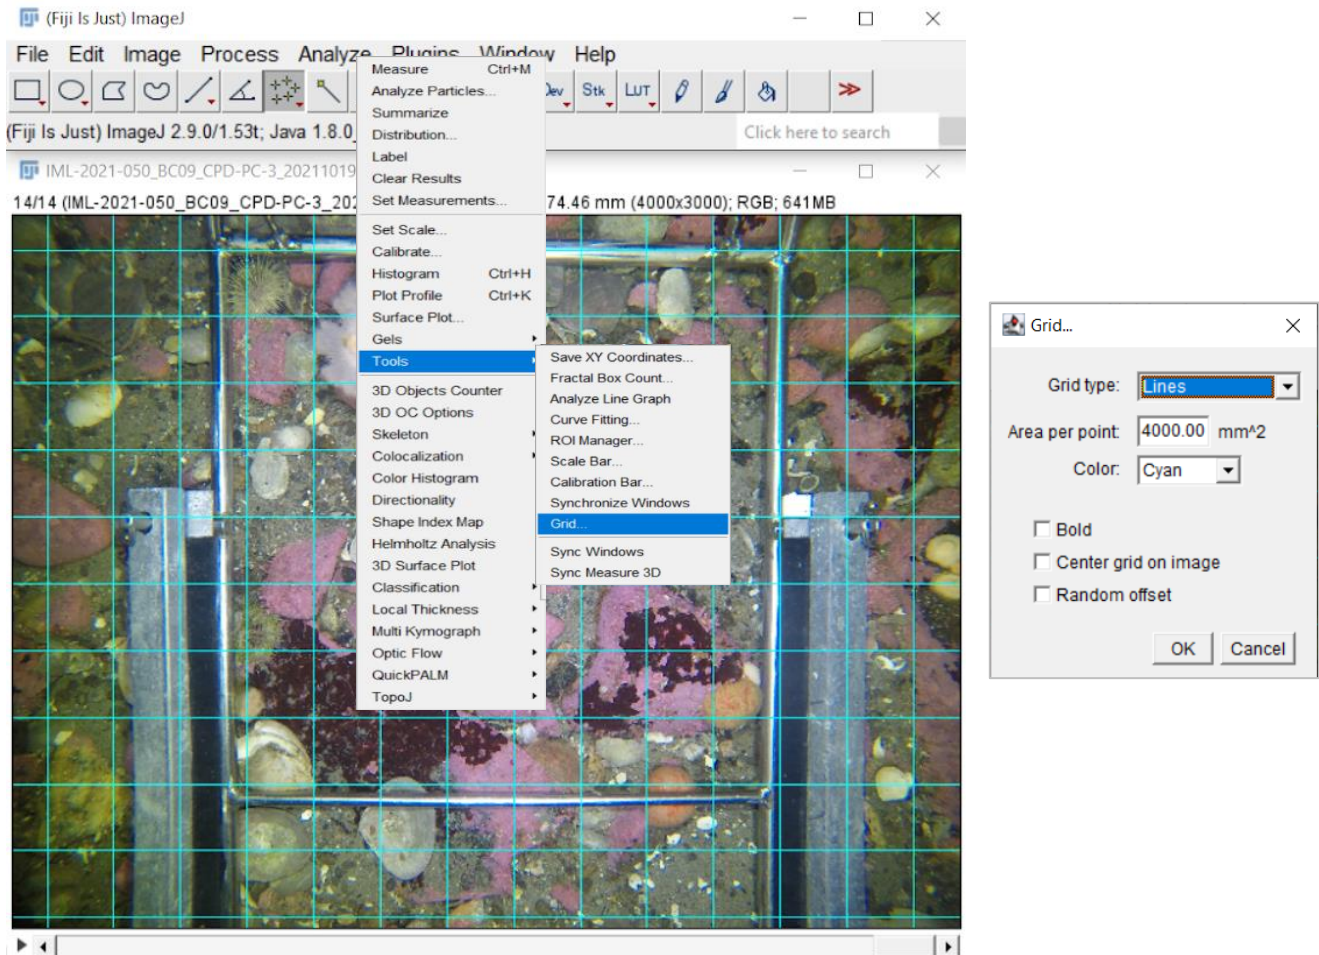 (Fiji Is Just) ImageJ
File Edit Image Process Analyze Plugins Window Help
Stk LUT
(Fiji Is Just) ImageJ 2.9.0/1.53t; Java 1.8.0_
Click here to search
IML-2021-050_BC09_CPD-PC-3_20211019
14/14 (IML-2021-050_BC09_CPD-PC-3_202
74.46 mm (4000x3000); RGB; 641MB
Measure Ctrl+M
Analyze Particles...
Summarize
Distribution...
Label
Clear Results
Set Measurements...
Set Scale...
Calibrate...
Histogram Ctrl+H
Plot Profile Ctrl+K
Surface Plot...
Gels
Tools
3D Objects Counter
3D OC Options
Skeleton
Colocalization
Color Histogram
Directionality
Shape Index Map
Helmholtz Analysis
3D Surface Plot
Classification
Local Thickness
Multi Kymograph
Optic Flow
QuickPALM
TopoJ
Save XY Coordinates...
Fractal Box Count...
Analyze Line Graph
Curve Fitting...
ROI Manager...
Scale Bar...
Calibration Bar...
Synchronize Windows
Grid...
Sync Windows
Sync Measure 3D
Grid...
Grid type: Lines
Area per point: 4000.00 mm^2
Color: Cyan
Bold
Center grid on image
Random offset
OK Cancel